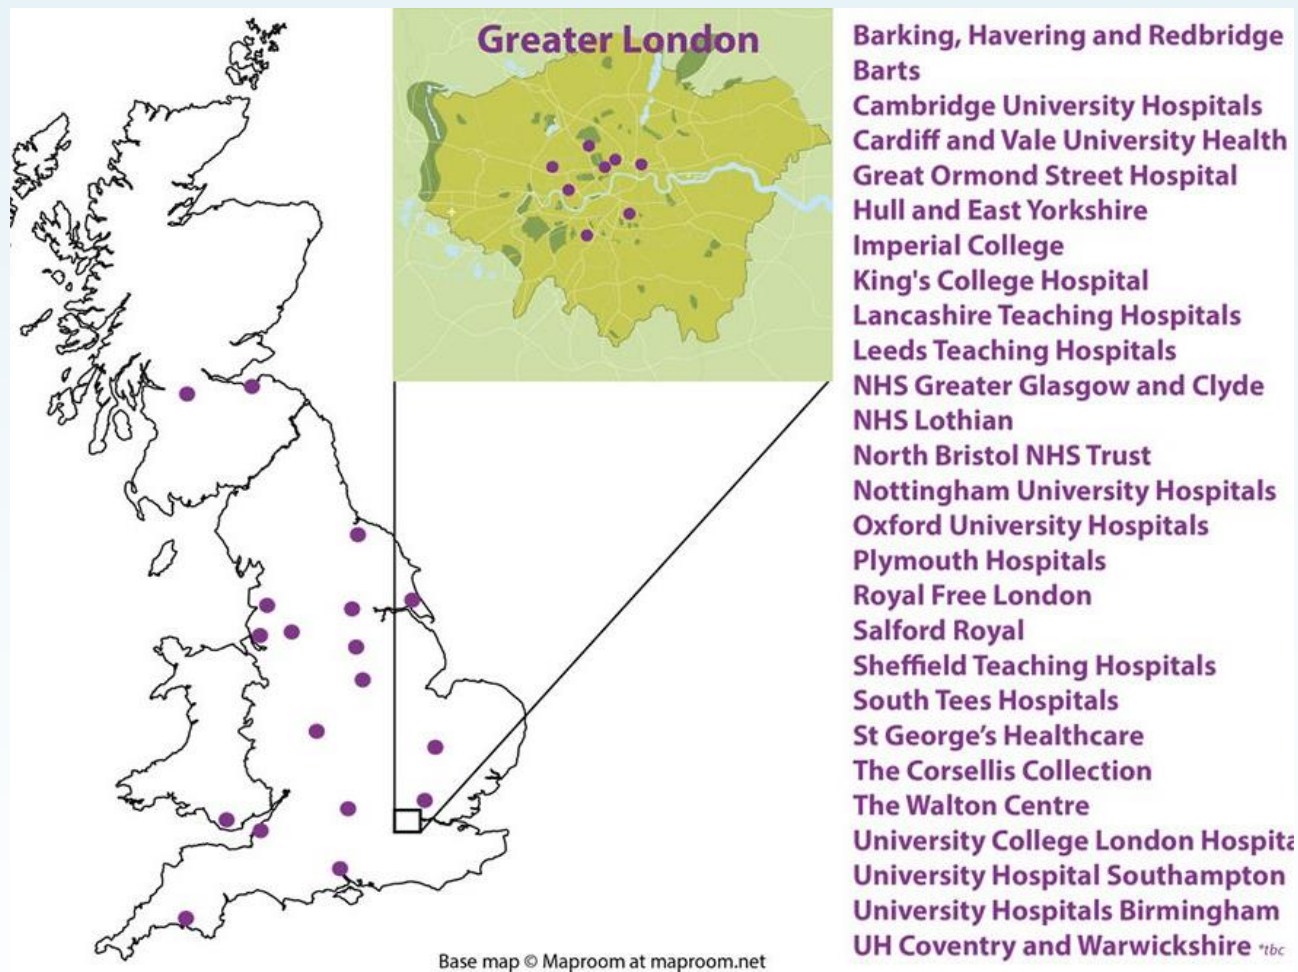 Greater London
Barking, Havering and Redbridge
Barts
Cambridge University Hospitals
Cardiff and Vale University Health
Great Ormond Street Hospital
Hull and East Yorkshire
Imperial College
King's College Hospital
Lancashire Teaching Hospitals
Leeds Teaching Hospitals
NHS Greater Glasgow and Clyde
NHS Lothian
North Bristol NHS Trust
Nottingham University Hospitals
Oxford University Hospitals
Plymouth Hospitals
Royal Free London
Salford Royal
Sheffield Teaching Hospitals
South Tees Hospitals
St George’s Healthcare
The Corsellis Collection
The Walton Centre
University College London Hospita
University Hospital Southampton
University Hospitals Birmingham
UH Coventry and Warwickshire *tbc
Base map © Maproom at maproom.net